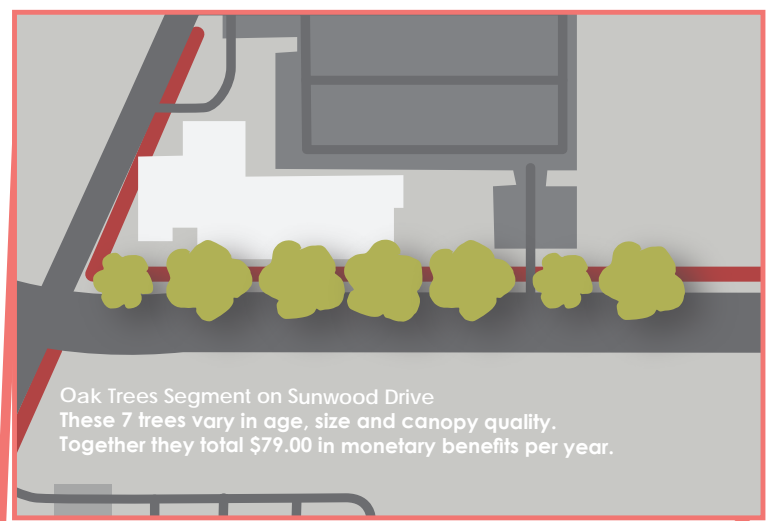 Oak Trees Segment on Sunwood Drive
These 7 trees vary in age, size and canopy quality.
Together they total $79.00 in monetary benefits per year.